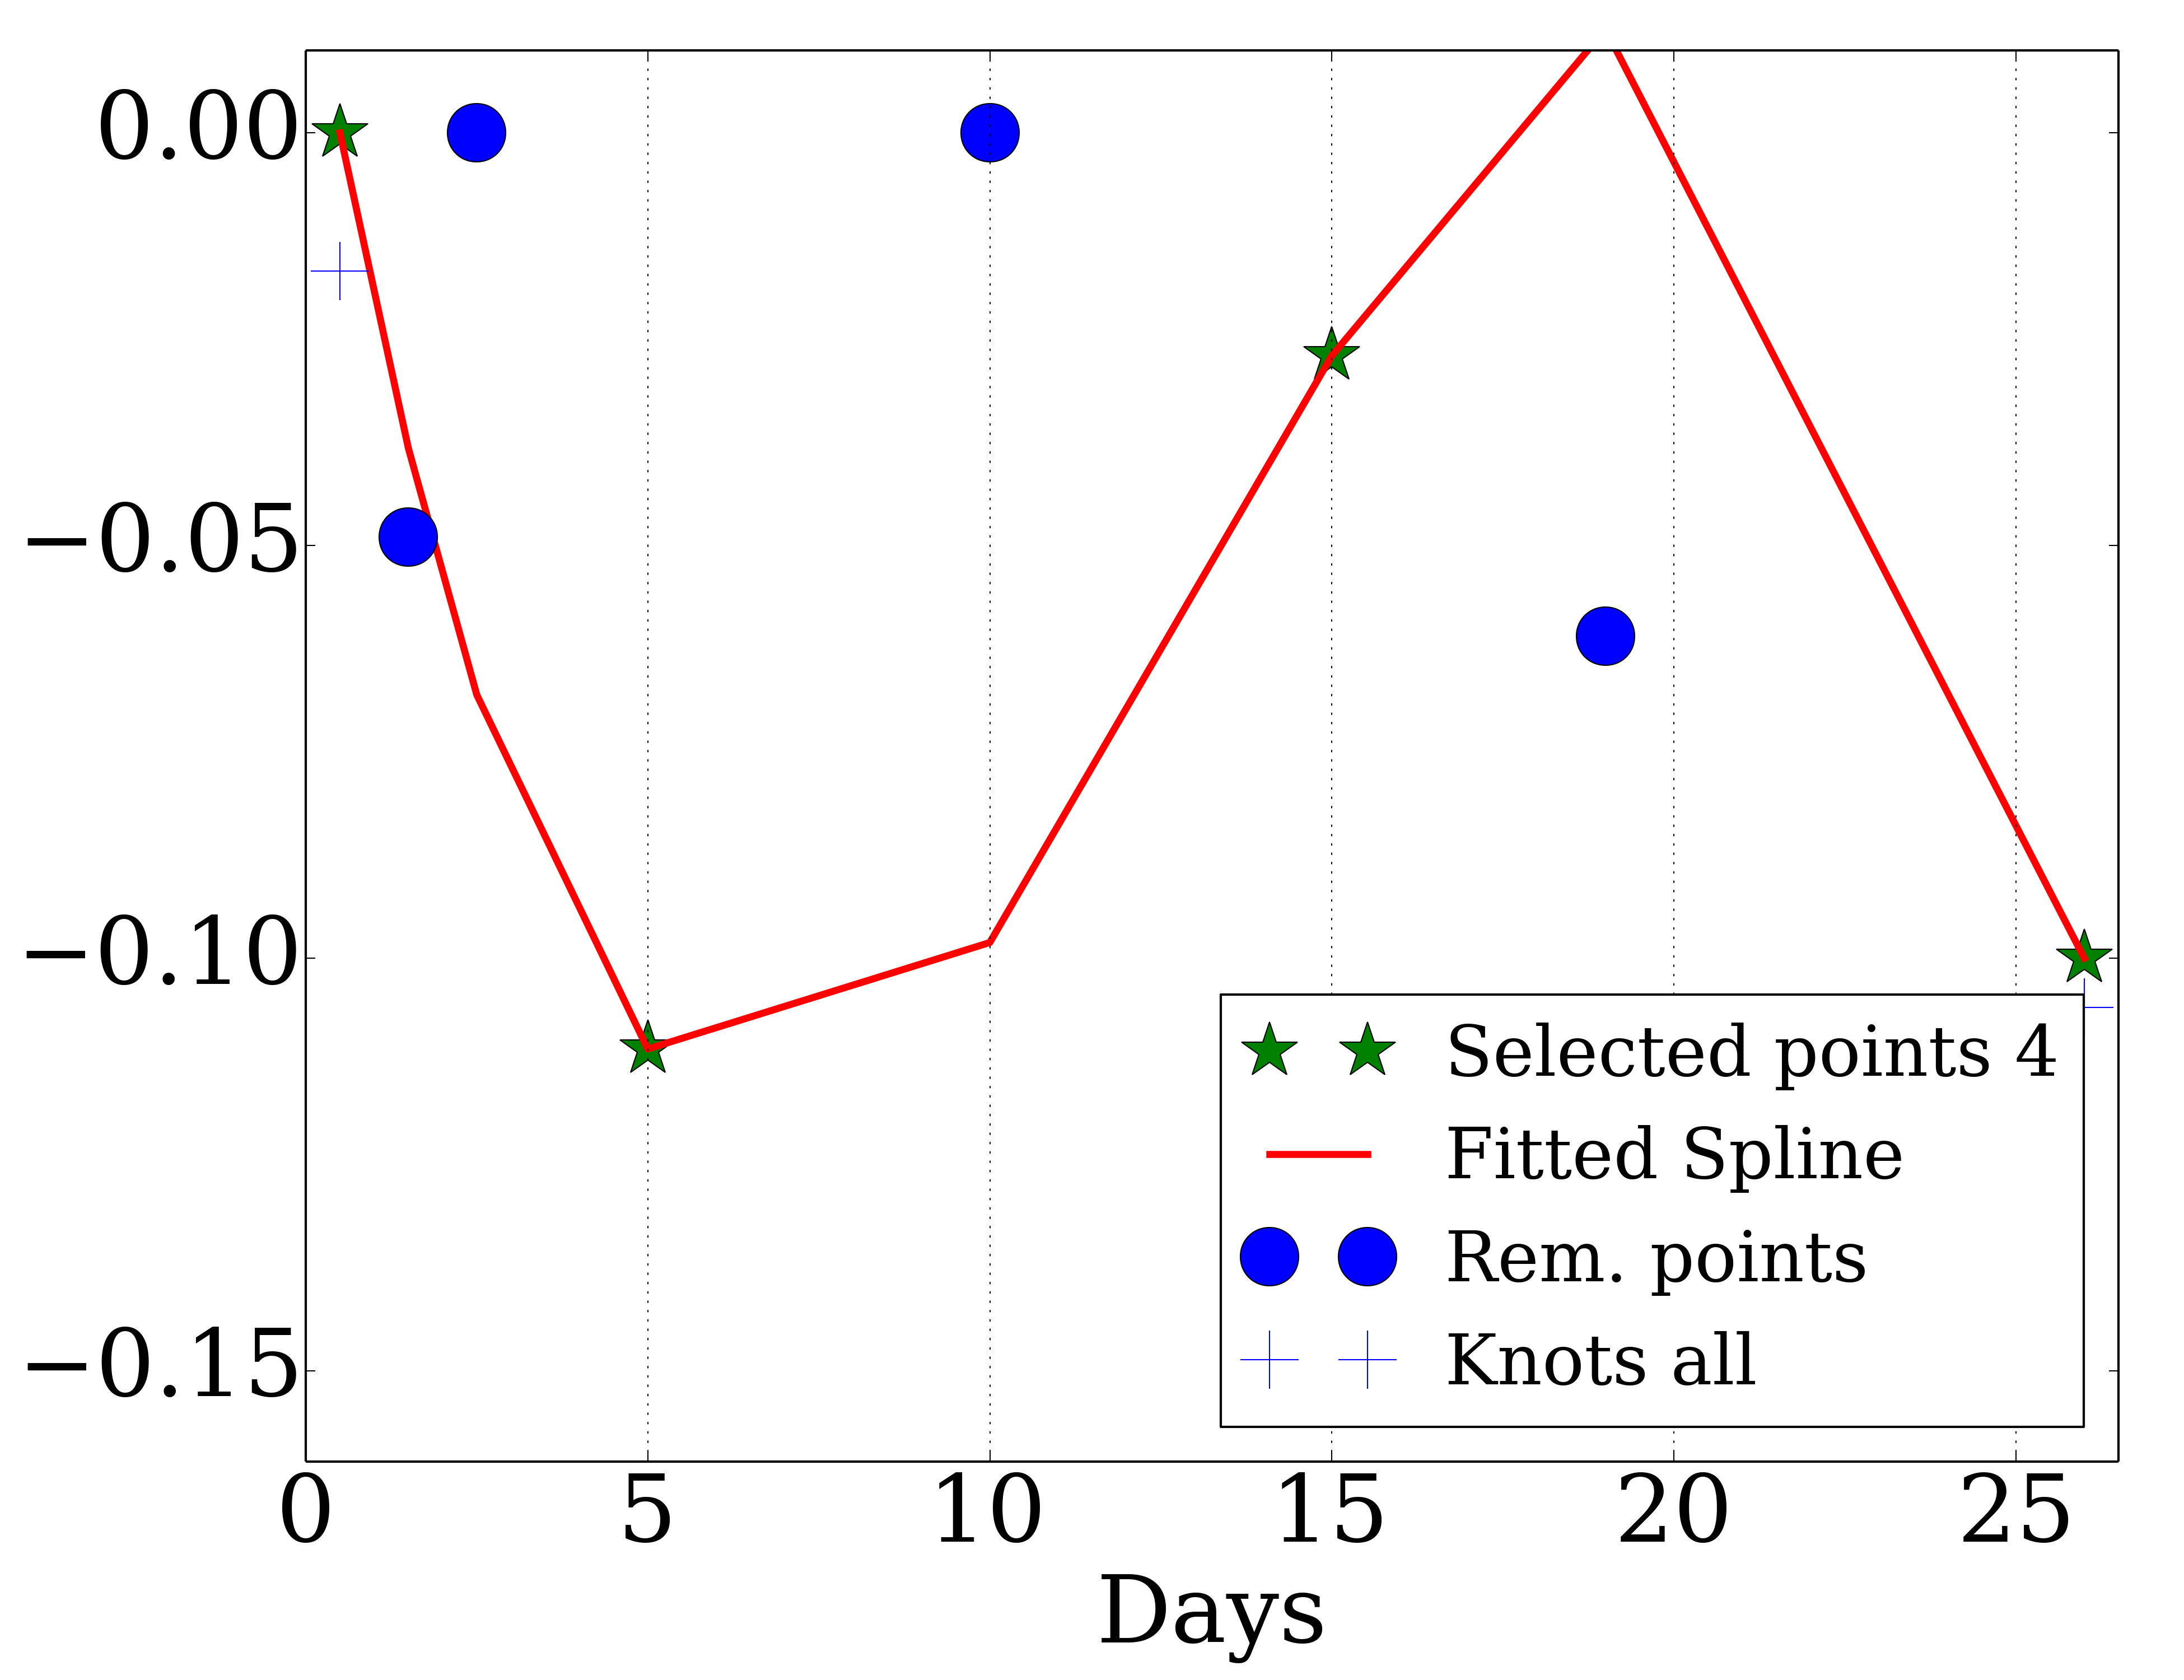 0.00
−0.05
−0.10
−0.15
Selected points 4
Fitted Spline
Rem. points
Knots all
0 5 10 15 20 25
Days